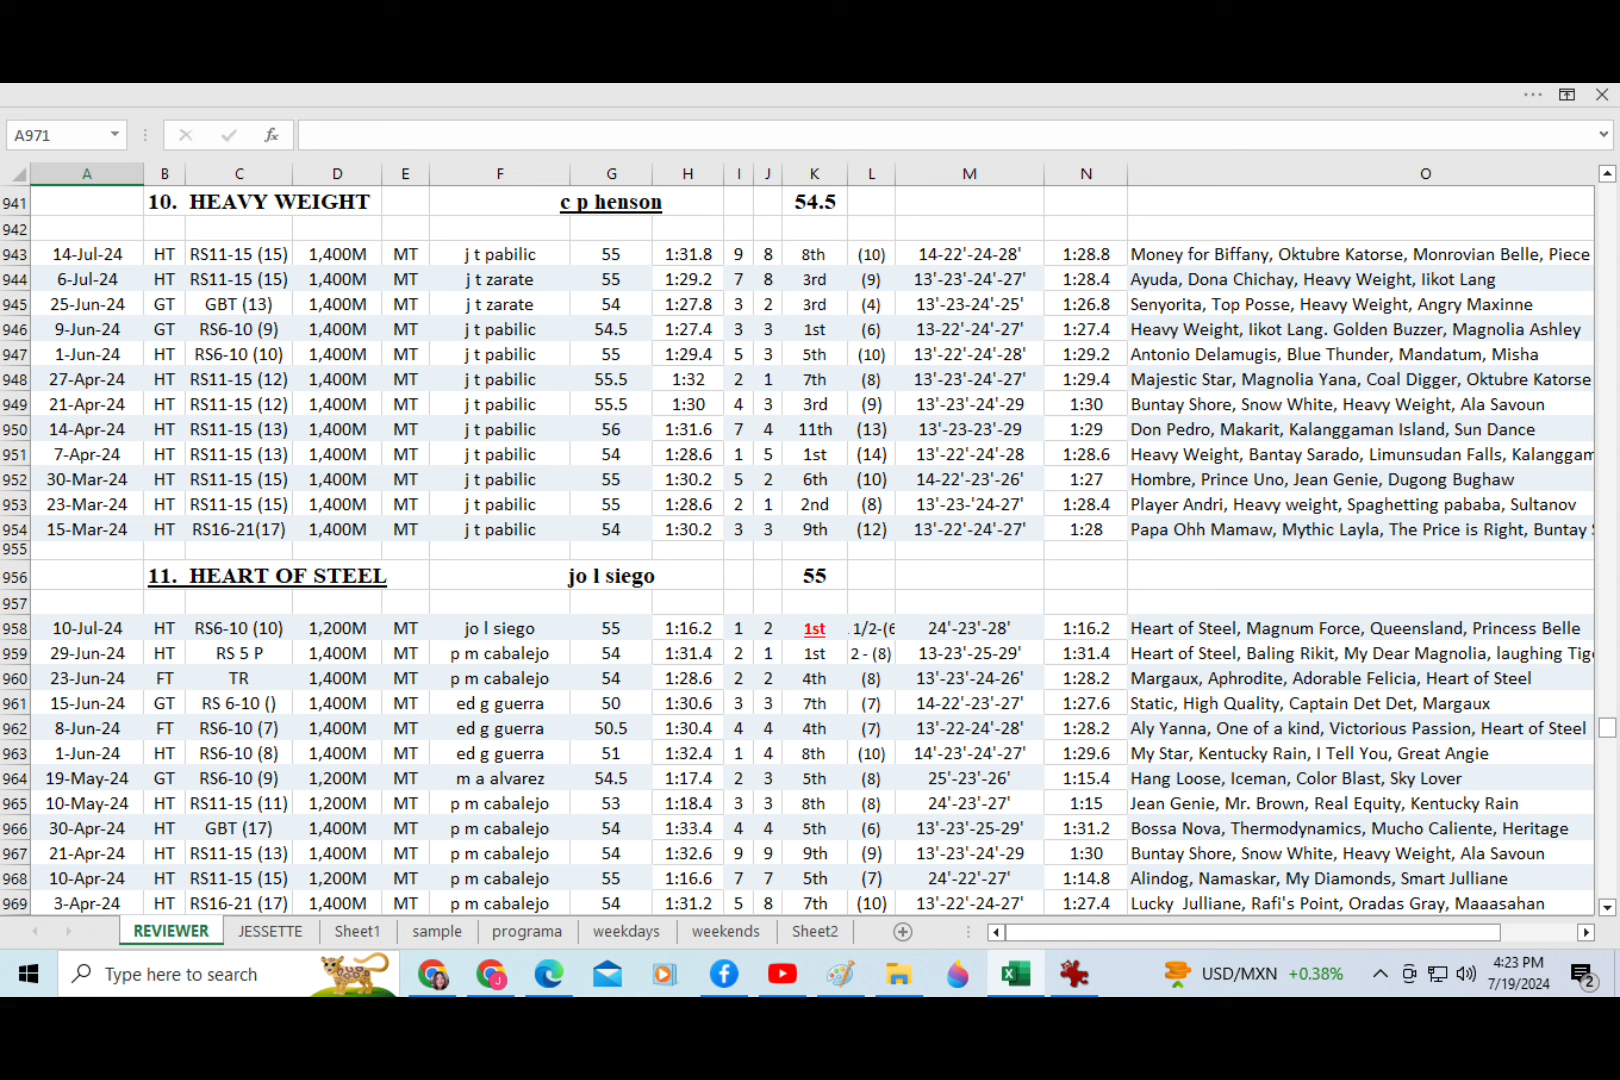 A971
fx
A B C D E F G H I J K L M N O
941 10. HEAVY WEIGHT c p henson 54.5
942
943 14-Jul-24 HT RS11-15 (15) 1,400M MT j t pabilic 55 1:31.8 9 8 8th (10) 14-22'-24-28' 1:28.8 Money for Biffany, Oktubre Katorse, Monrovian Belle, Piece
944 6-Jul-24 HT RS11-15 (15) 1,400M MT j t zarate 55 1:29.2 7 8 3rd (9) 13'-23'-24'-27' 1:28.4 Ayuda, Dona Chichay, Heavy Weight, Iikot Lang
945 25-Jun-24 GT GBT (13) 1,400M MT j t zarate 54 1:27.8 3 2 3rd (4) 13'-23-24'-25' 1:26.8 Senyorita, Top Posse, Heavy Weight, Angry Maxinne
946 9-Jun-24 GT RS6-10 (9) 1,400M MT j t pabilic 54.5 1:27.4 3 3 1st (6) 13-22'-24'-27' 1:27.4 Heavy Weight, Iikot Lang. Golden Buzzer, Magnolia Ashley
947 1-Jun-24 HT RS6-10 (10) 1,400M MT j t pabilic 55 1:29.4 5 3 5th (10) 13'-22'-24'-28' 1:29.2 Antonio Delamugis, Blue Thunder, Mandatum, Misha
948 27-Apr-24 HT RS11-15 (12) 1,400M MT j t pabilic 55.5 1:32 2 1 7th (8) 13'-23'-24'-27' 1:29.4 Majestic Star, Magnolia Yana, Coal Digger, Oktubre Katorse
949 21-Apr-24 HT RS11-15 (12) 1,400M MT j t pabilic 55.5 1:30 4 3 3rd (9) 13'-23'-24'-29 1:30 Buntay Shore, Snow White, Heavy Weight, Ala Savoun
950 14-Apr-24 HT RS11-15 (13) 1,400M MT j t pabilic 56 1:31.6 7 4 11th (13) 13'-23-23'-29 1:29 Don Pedro, Makarit, Kalanggaman Island, Sun Dance
951 7-Apr-24 HT RS11-15 (13) 1,400M MT j t pabilic 54 1:28.6 1 5 1st (14) 13'-22'-24'-28 1:28.6 Heavy Weight, Bantay Sarado, Limunsudan Falls, Kalanggam
952 30-Mar-24 HT RS11-15 (15) 1,400M MT j t pabilic 55 1:30.2 5 2 6th (10) 14-22'-23'-26' 1:27 Hombre, Prince Uno, Jean Genie, Dugong Bughaw
953 23-Mar-24 HT RS11-15 (15) 1,400M MT j t pabilic 55 1:28.6 2 1 2nd (8) 13'-23-'24-27' 1:28.4 Player Andri, Heavy weight, Spaghetting pababa, Sultanov
954 15-Mar-24 HT RS16-21(17) 1,400M MT j t pabilic 54 1:30.2 3 3 9th (12) 13'-22'-24'-27' 1:28 Papa Ohh Mamaw, Mythic Layla, The Price is Right, Buntay
955
956 11. HEART OF STEEL jo l siego 55
957
958 10-Jul-24 HT RS6-10 (10) 1,200M MT jo l siego 55 1:16.2 1 2 1st 1/2-(6 24'-23'-28' 1:16.2 Heart of Steel, Magnum Force, Queensland, Princess Belle
959 29-Jun-24 HT RS 5 P 1,400M MT p m cabalejo 54 1:31.4 2 1 1st 2 - (8) 13-23'-25-29' 1:31.4 Heart of Steel, Baling Rikit, My Dear Magnolia, laughing Tig
960 23-Jun-24 FT TR 1,400M MT p m cabalejo 54 1:28.6 2 2 4th (8) 13'-23'-24-26' 1:28.2 Margaux, Aphrodite, Adorable Felicia, Heart of Steel
961 15-Jun-24 GT RS 6-10 () 1,400M MT ed g guerra 50 1:30.6 3 3 7th (7) 14-22'-23'-27' 1:27.6 Static, High Quality, Captain Det Det, Margaux
962 8-Jun-24 FT RS6-10 (7) 1,400M MT ed g guerra 50.5 1:30.4 4 4 4th (7) 13'-22-24'-28' 1:28.2 Aly Yanna, One of a kind, Victorious Passion, Heart of Steel
963 1-Jun-24 HT RS6-10 (8) 1,400M MT ed g guerra 51 1:32.4 1 4 8th (10) 14'-23'-24'-27' 1:29.6 My Star, Kentucky Rain, I Tell You, Great Angie
964 19-May-24 GT RS6-10 (9) 1,200M MT m a alvarez 54.5 1:17.4 2 3 5th (8) 25'-23'-26' 1:15.4 Hang Loose, Iceman, Color Blast, Sky Lover
965 10-May-24 HT RS11-15 (11) 1,200M MT p m cabalejo 53 1:18.4 3 3 8th (8) 24'-23'-27' 1:15 Jean Genie, Mr. Brown, Real Equity, Kentucky Rain
966 30-Apr-24 HT GBT (17) 1,400M MT p m cabalejo 54 1:33.4 4 4 5th (6) 13'-23'-25-29' 1:31.2 Bossa Nova, Thermodynamics, Mucho Caliente, Heritage
967 21-Apr-24 HT RS11-15 (13) 1,400M MT p m cabalejo 54 1:32.6 9 9 9th (9) 13'-23'-24'-29 1:30 Buntay Shore, Snow White, Heavy Weight, Ala Savoun
968 10-Apr-24 HT RS11-15 (15) 1,200M MT p m cabalejo 55 1:16.6 7 7 5th (7) 24'-22'-27' 1:14.8 Alindog, Namaskar, My Diamonds, Smart Julliane
969 3-Apr-24 HT RS16-21 (17) 1,400M MT p m cabalejo 54 1:31.2 5 8 7th (10) 13'-22'-24'-27' 1:27.4 Lucky Julliane, Rafi's Point, Oradas Gray, Maaasahan
REVIEWER JESSETTE Sheet1 sample programa weekdays weekends Sheet2
Type here to search USD/MXN +0.38% 4:23 PM
7/19/2024 2